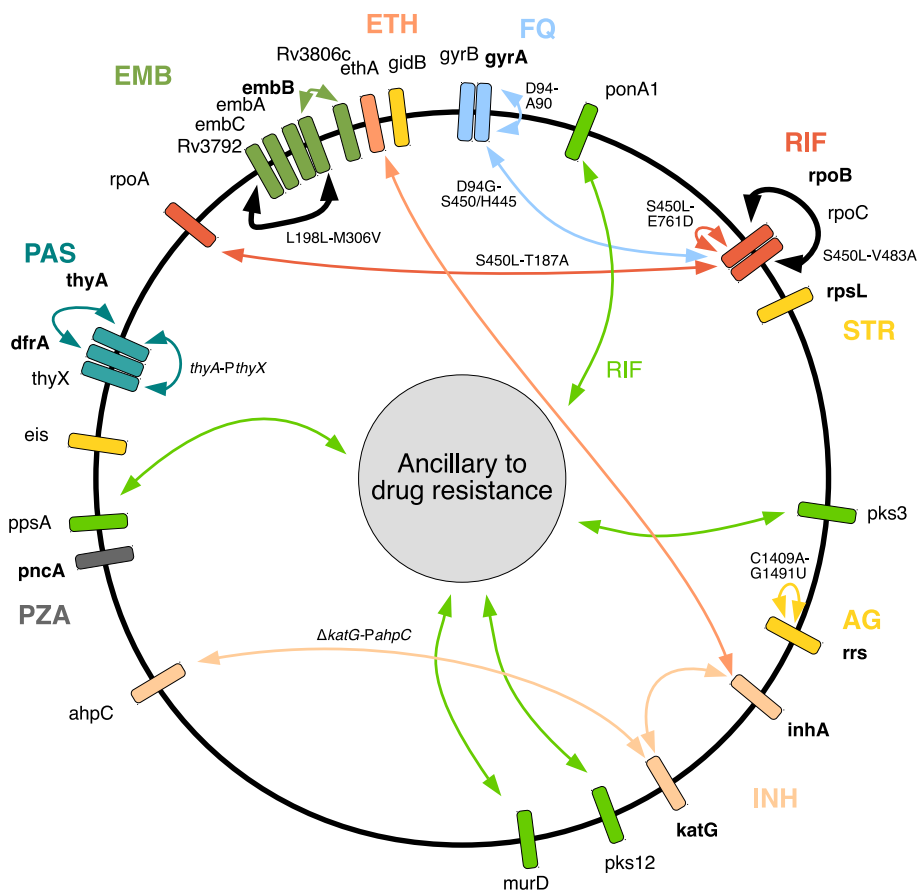 ETH
FQ
Rv3806c
gyrB
gyrA
ethA
gidB
EMB
embB
embA
embC
Rv3792
D94-
A90
ponA1
RIF
rpoB
rpoC
rpoA
D94G-
S450/H445
S450L-
E761D
L198L-M306V
S450L-V483A
PAS
thyA
S450L-T187A
rpsL
STR
dfrA
thyX
thyA-PthyX
RIF
eis
Ancillary to
drug resistance
ppsA
pks3
pncA
PZA
C1409A-
G1491U
AG
rrs
ΔkatG-PahpC
ahpC
inhA
INH
katG
pks12
murD